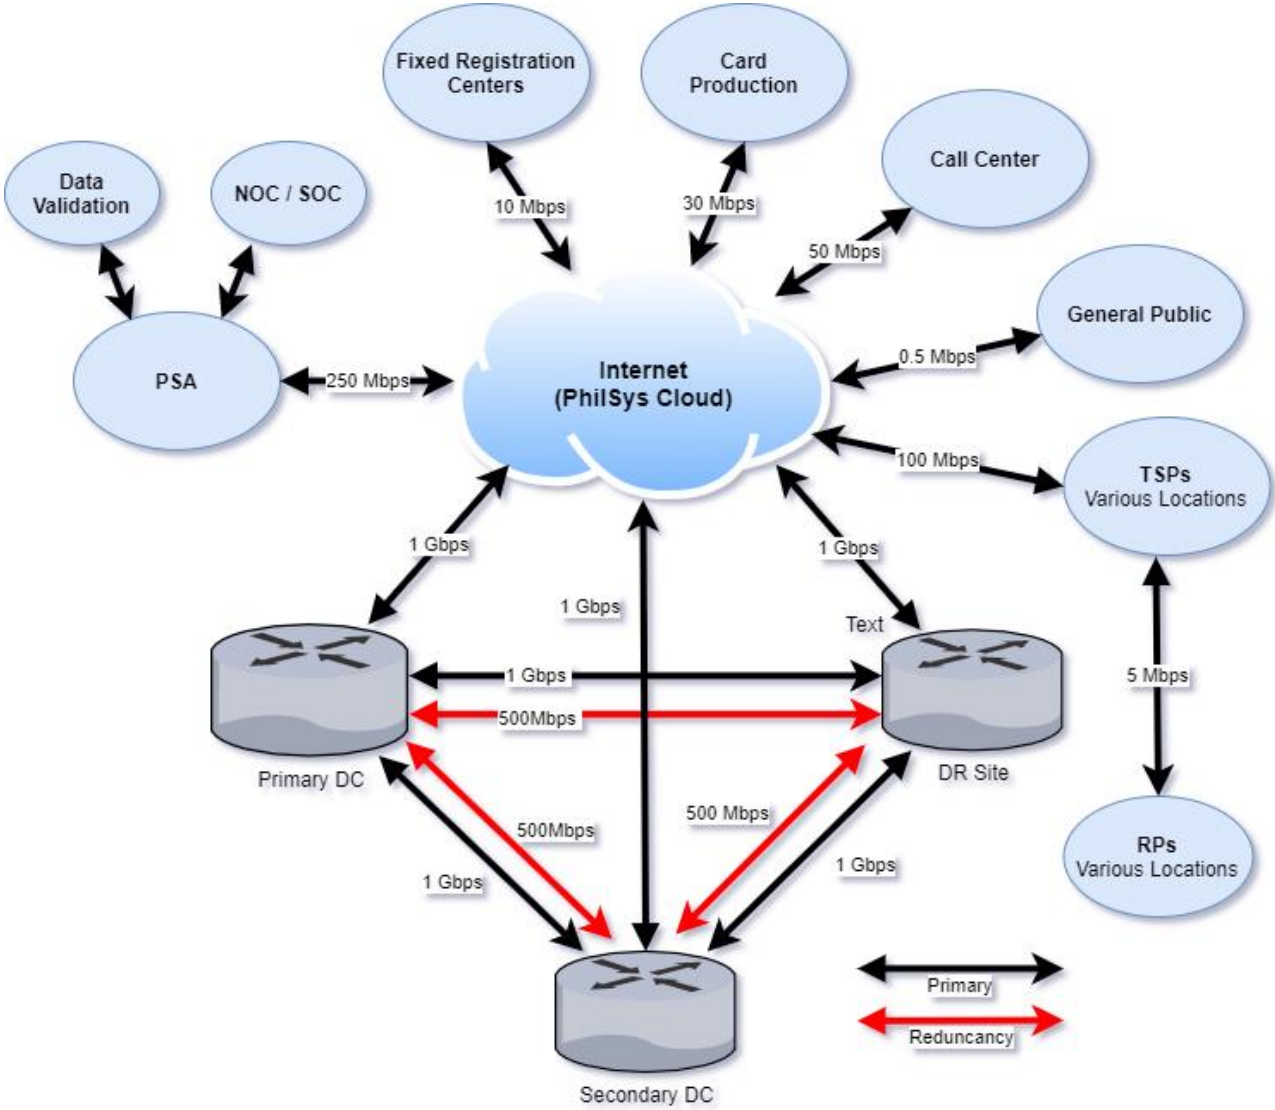 Fixed Registration
Centers
Card
Production
Call Center
Data
Validation
NOC / SOC
10 Mbps
30 Mbps
50 Mbps
General Public
PSA
250 Mbps
Internet
(PhilSys Cloud)
0.5 Mbps
100 Mbps
TSPs
Various Locations
1 Gbps
1 Gbps
1 Gbps
Text
1 Gbps
500Mbps
5 Mbps
Primary DC
DR Site
500Mbps
500 Mbps
1 Gbps
1 Gbps
RPs
Various Locations
Primary
Reduncancy
Secondary DC